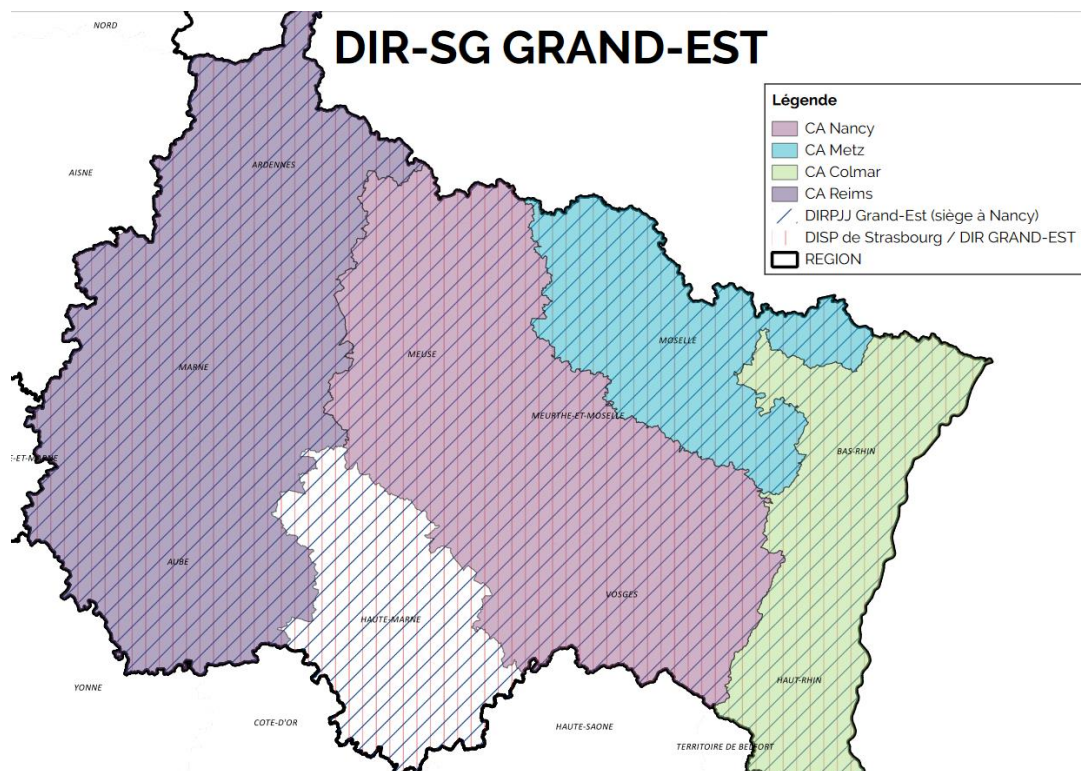 NORD
DIR-SG GRAND-EST
Légende
CA Nancy
CA Metz
CA Colmar
CA Reims
DIRPJJ Grand-Est (siège à Nancy)
DISP de Strasbourg / DIR GRAND-EST
REGION
ARDENNES
AISNE
MOSELLE
MEUSE
MARNE
MEURTHE-ET-MOSELLE
BAS-RHIN
E-ET-MARNE
AUBE
VOSGES
HAUTE-MARNE
HAUT-RHIN
YONNE
COTE-D'OR
HAUTE-SAONE
TERRITOIRE DE BELFORT